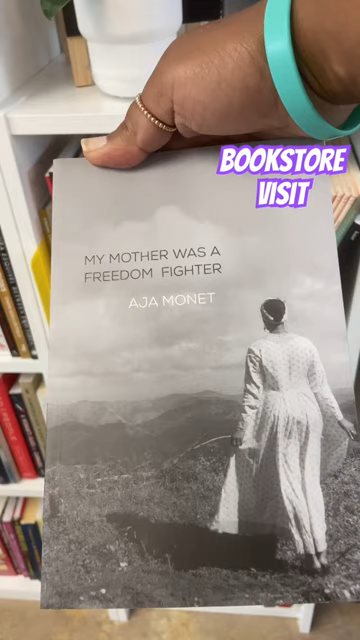 BOOKSTORE
VISIT
MY MOTHER WAS A
FREEDOM FIGHTER
AJA MONET